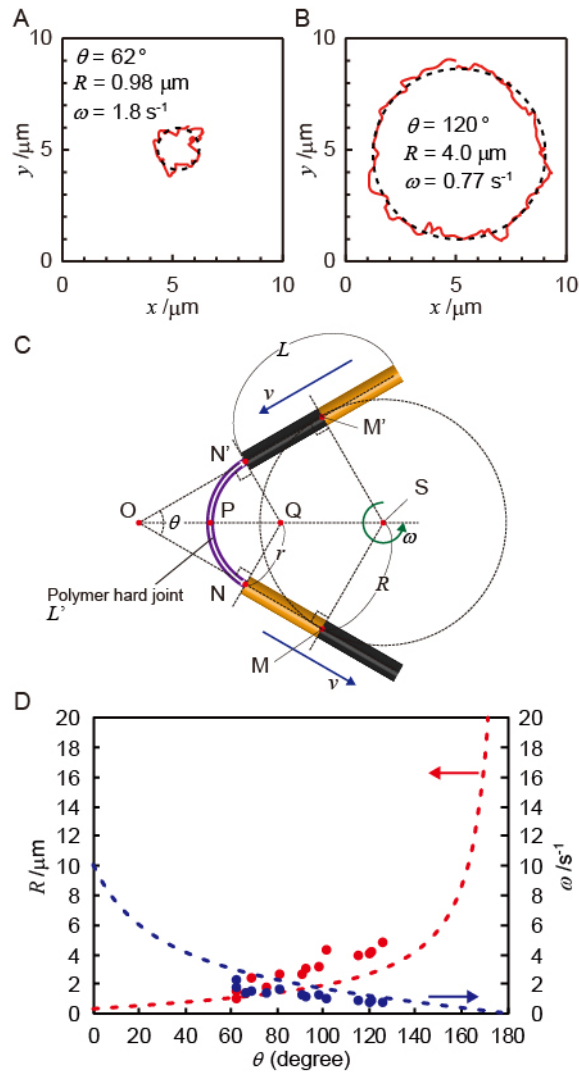 A
10
θ = 62°
R = 0.98 μm
ω = 1.8 s⁻¹
5
0
y /μm
0
5
10
x /μm
B
10
θ = 120°
R = 4.0 μm
ω = 0.77 s⁻¹
5
0
y /μm
0
5
10
x /μm
C
L
v
M'
N'
S
O
θ
P
Q
ω
r
Polymer hard joint
L'
N
R
M
v
D
20
18
16
14
12
10
8
6
4
2
0
R /μm
20
18
16
14
12
10
8
6
4
2
0
ω /s⁻¹
0 20 40 60 80 100 120 140 160 180
θ (degree)